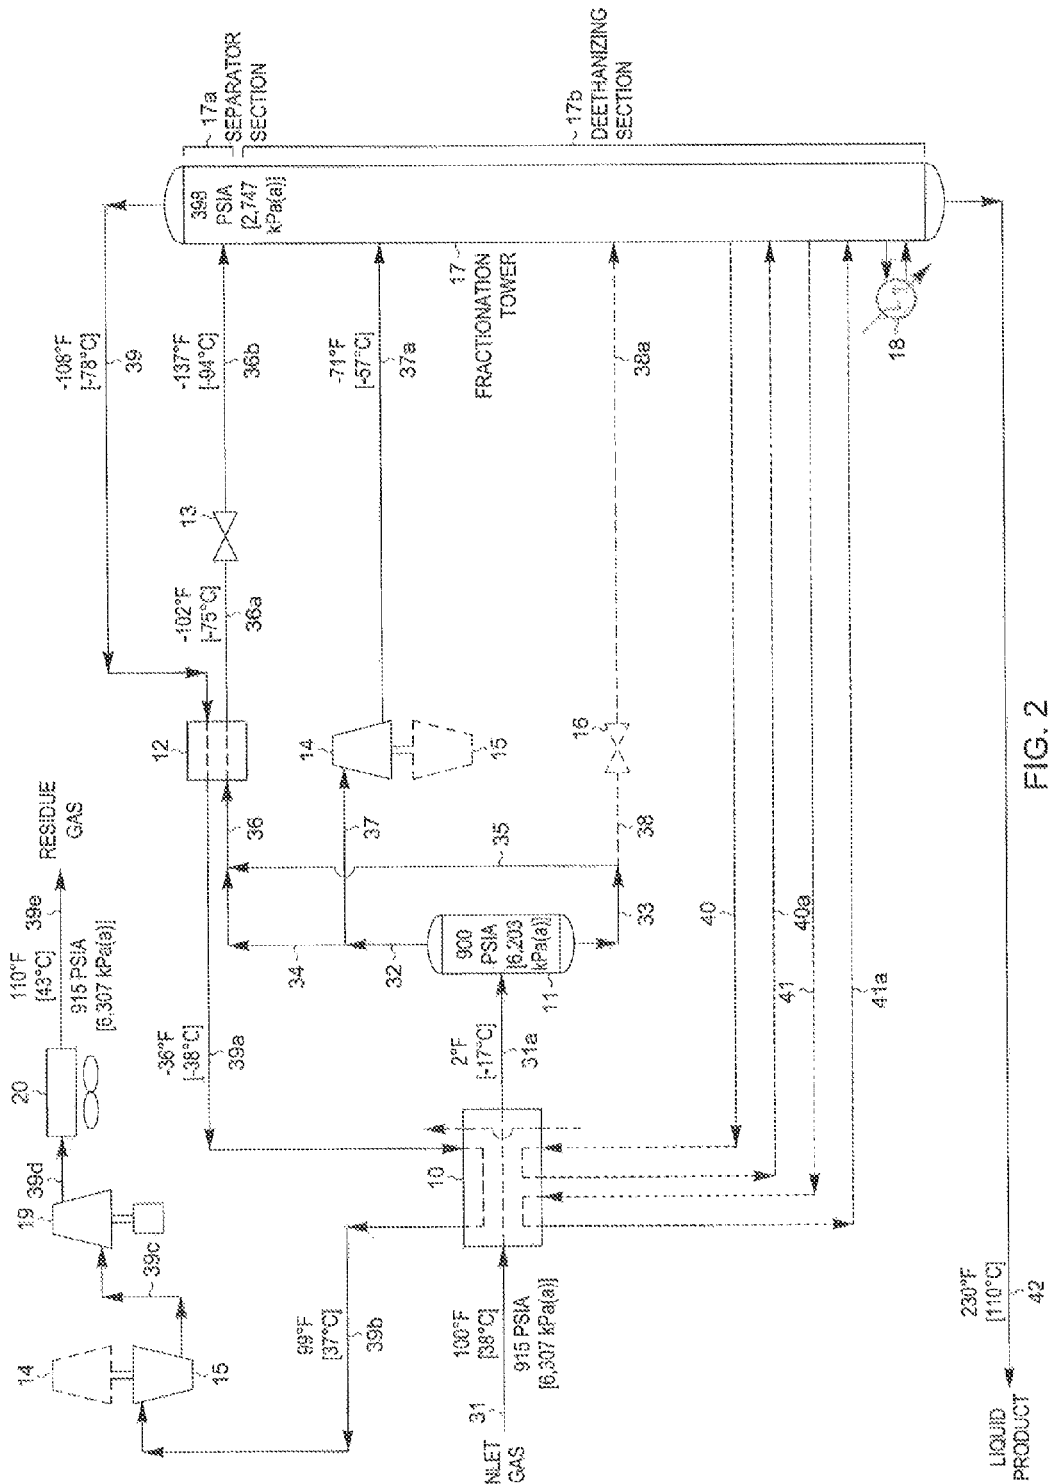 RESIDUE
GAS
39e
110°F
[43°C]
915 PSIA
[6,307 kPa(a)]
20
39d
19
39c
14
15
99°F
[37°C]
39b
-36°F
[-38°C]
39a
12
-108°F
[-78°C]
39
-102°F
[-75°C]
36a
13
-137°F
[-94°C]
36b
36
37
14
15
-71°F
[-57°C]
37a
35
34
32
33
38
16
38a
900
PSIA
[6,203
kPa(a)]
11
2°F
[-17°C]
31a
10
100°F
[38°C]
915 PSIA
[6,307 kPa(a)]
31
INLET
GAS
398
PSIA
[2,747
kPa(a)]
17a
SEPARATOR
SECTION
17b
DEETHANIZING
SECTION
17
FRACTIONATION
TOWER
18
40
40a
41
41a
230°F
[110°C]
42
LIQUID
PRODUCT
FIG. 2